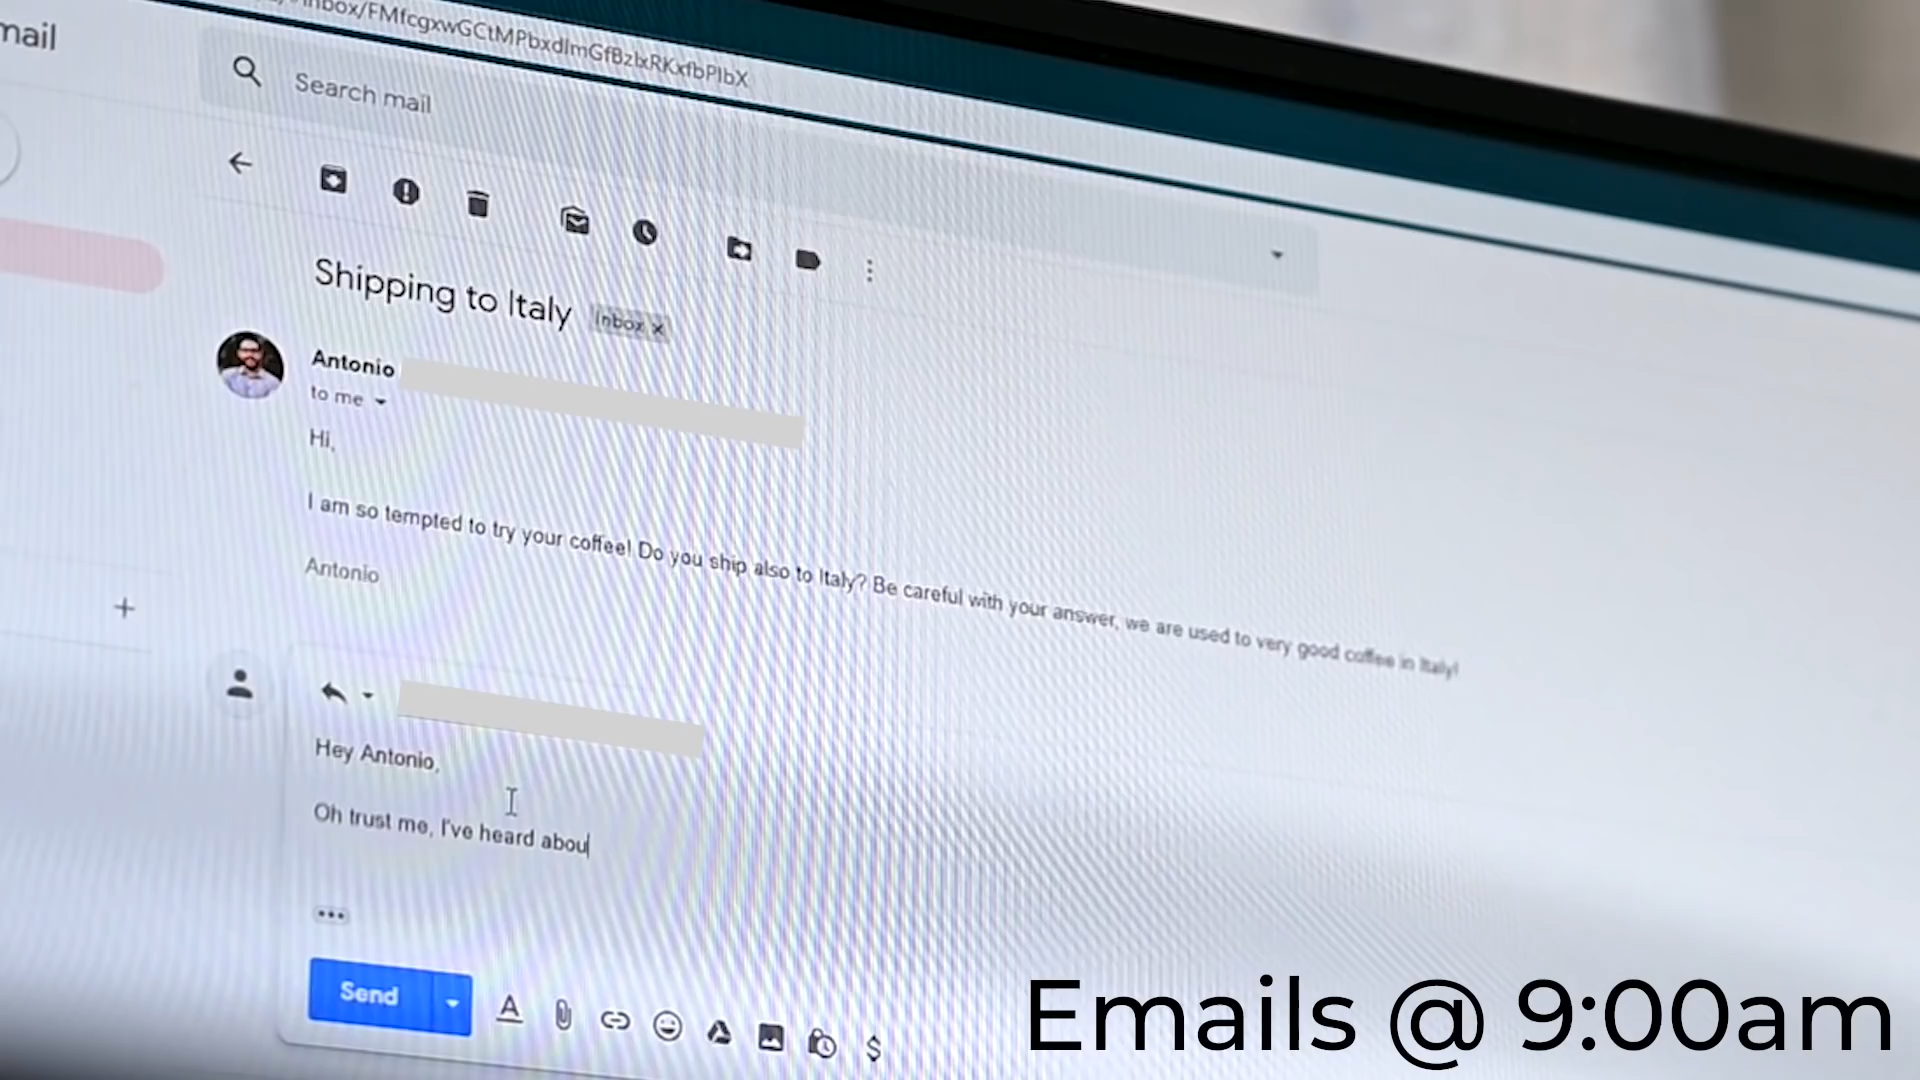 mail
inbox/FMfcgxwGCtMPbxdlmGfBzlxRKxfbPlbX
Search mail
Shipping to Italy Inbox x
Antonio
to me
Hi,
I am so tempted to try your coffee! Do you ship also to Italy? Be careful with your answer, we are used to very good coffee in Italy!
Antonio
Hey Antonio,
Oh trust me, I've heard abou
Send
Emails @ 9:00am